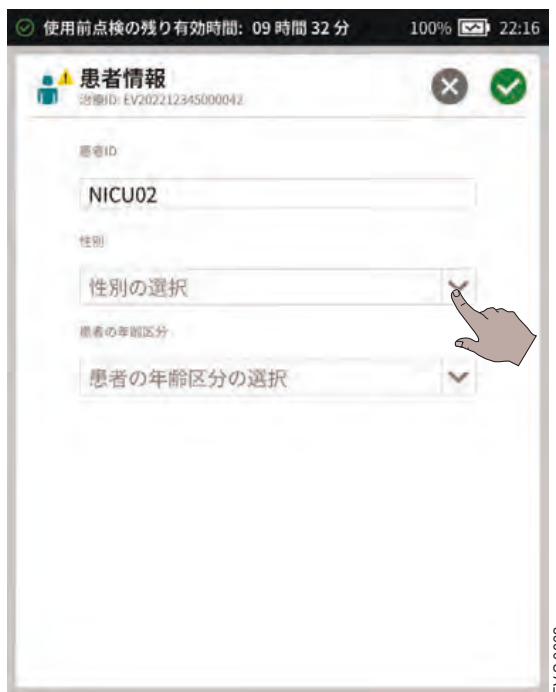 使用前点検の残り有効時間: 09 時間 32 分 100% 22:16
患者情報
治療ID: EV202212345000042
患者ID
NICU02
性別
性別の選択
患者の年齢区分
患者の年齢区分の選択